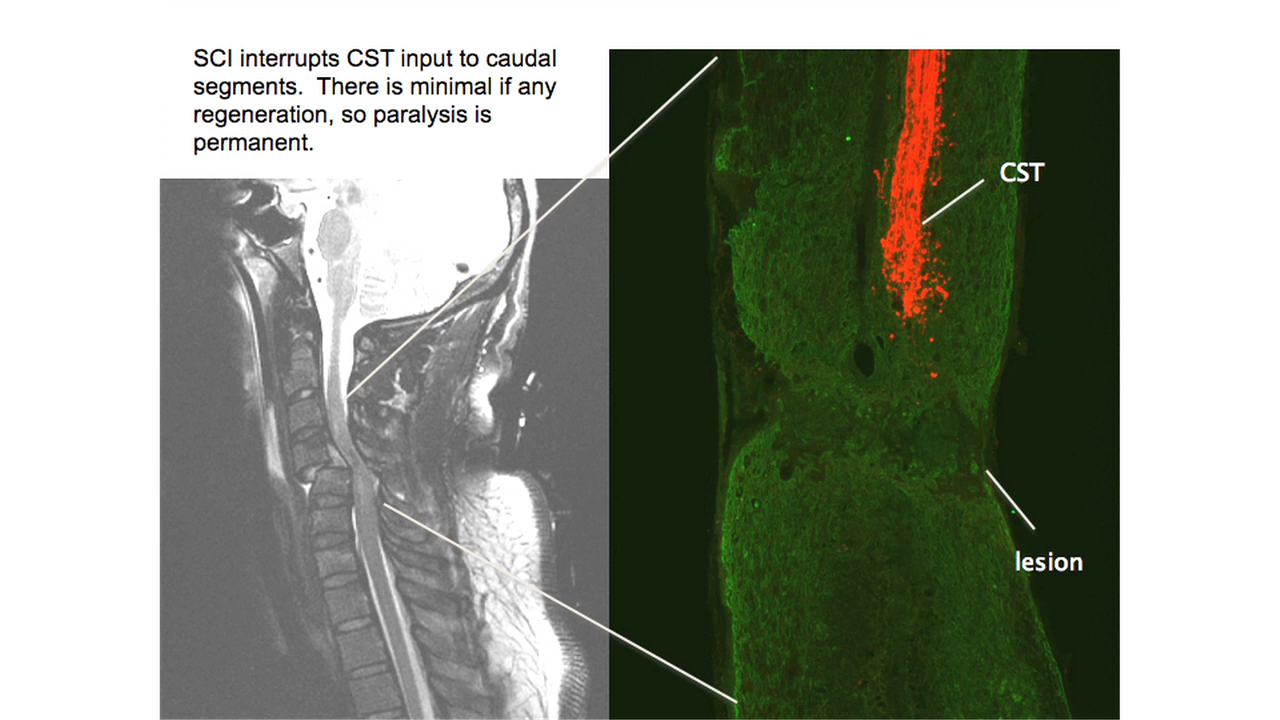 SCI interrupts CST input to caudal
segments.  There is minimal if any
regeneration, so paralysis is
permanent.
CST
lesion